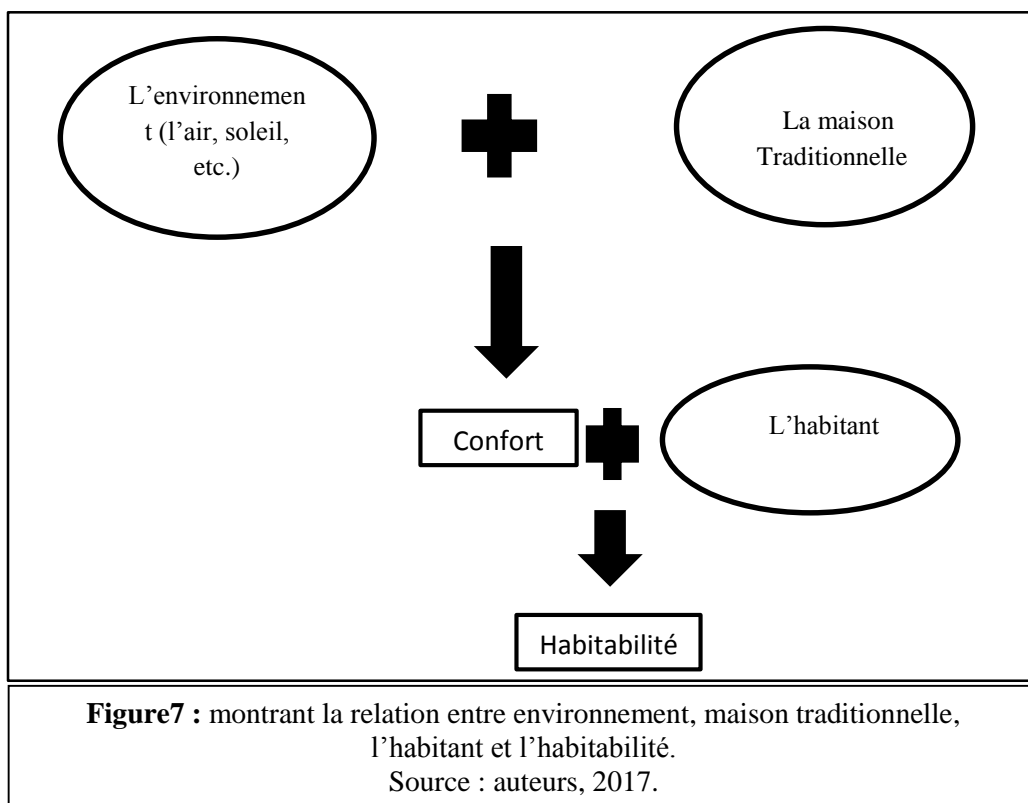 L'environnemen
t (l'air, soleil,
etc.)
La maison
Traditionnelle
Confort
L'habitant
Habitabilité
Figure7 : montrant la relation entre environnement, maison traditionnelle,
l'habitant et l'habitabilité.
Source : auteurs, 2017.